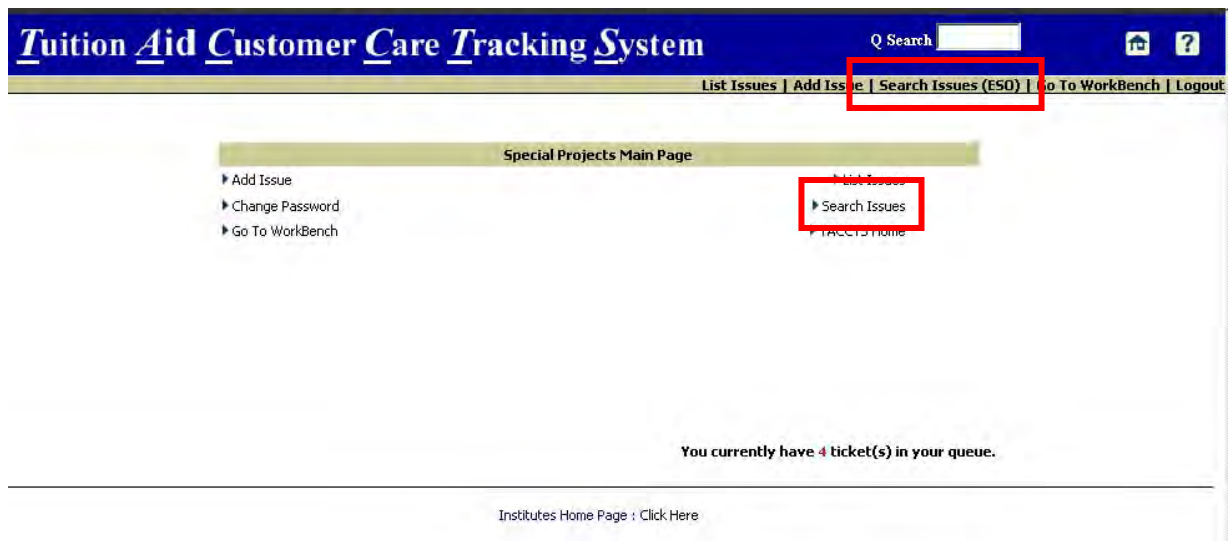 Tuition Aid Customer Care Tracking System
Q Search
List Issues | Add Issue | Search Issues (ESO) | Go To WorkBench | Logout
Special Projects Main Page
Add Issue
List Issues
Change Password
Search Issues
Go To WorkBench
TACCTS Home
You currently have 4 ticket(s) in your queue.
Institutes Home Page : Click Here